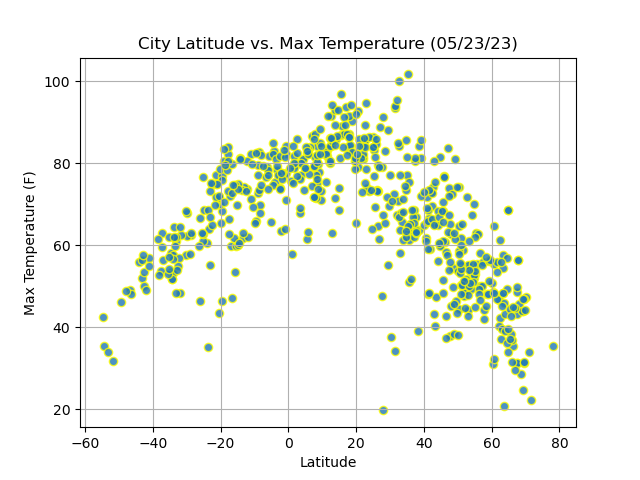 City Latitude vs. Max Temperature (05/23/23)
Max Temperature (F)
100
80
60
40
20
−60 −40 −20 0 20 40 60 80
Latitude